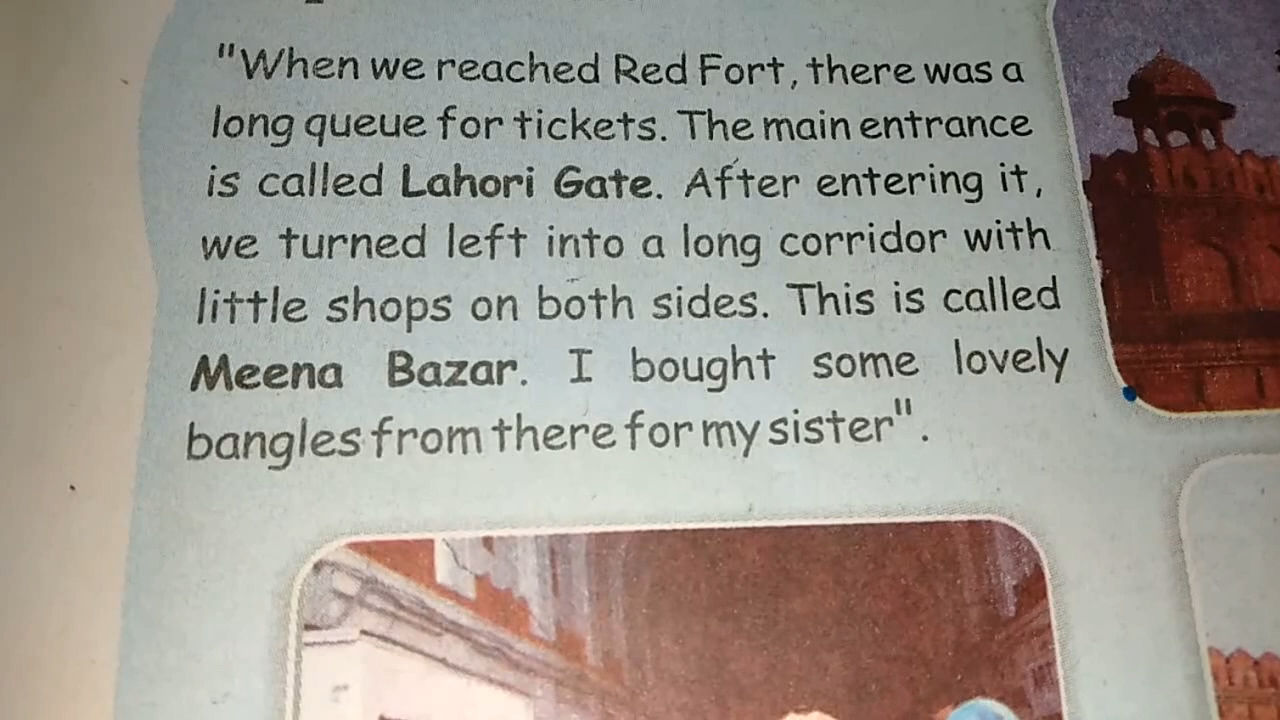 "When we reached Red Fort, there was a
long queue for tickets. The main entrance
is called Lahori Gate. After entering it,
we turned left into a long corridor with
little shops on both sides. This is called
Meena Bazar. I bought some lovely
bangles from there for my sister".